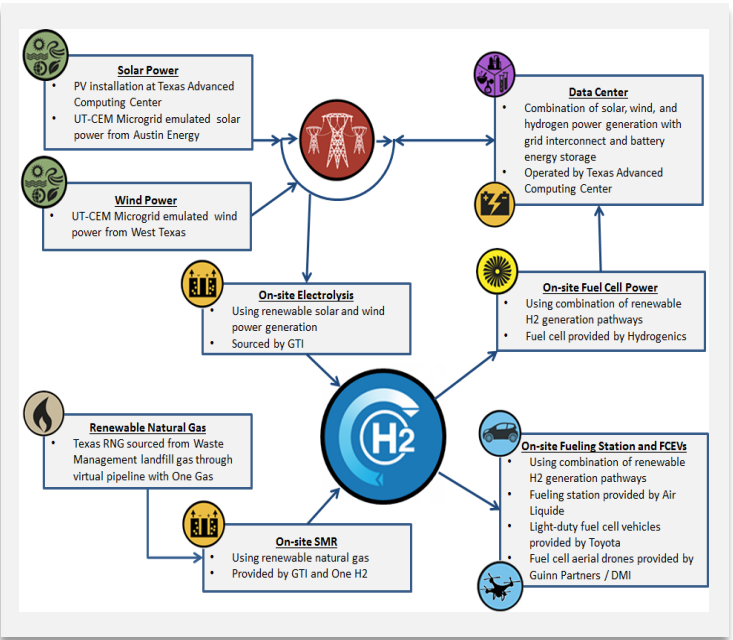 Solar Power
• PV installation at Texas Advanced
Computing Center
• UT-CEM Microgrid emulated solar
power from Austin Energy
Wind Power
• UT-CEM Microgrid emulated wind
power from West Texas
Data Center
• Combination of solar, wind, and
hydrogen power generation with
grid interconnect and battery
energy storage
• Operated by Texas Advanced
Computing Center
On-site Electrolysis
• Using renewable solar and wind
power generation
• Sourced by GTI
On-site Fuel Cell Power
• Using combination of renewable
H2 generation pathways
• Fuel cell provided by Hydrogenics
H2
Renewable Natural Gas
• Texas RNG sourced from Waste
Management landfill gas through
virtual pipeline with One Gas
On-site SMR
• Using renewable natural gas
• Provided by GTI and One H2
On-site Fueling Station and FCEVs
• Using combination of renewable
H2 generation pathways
• Fueling station provided by Air
Liquide
• Light-duty fuel cell vehicles
provided by Toyota
• Fuel cell aerial drones provided by
Guinn Partners / DMI